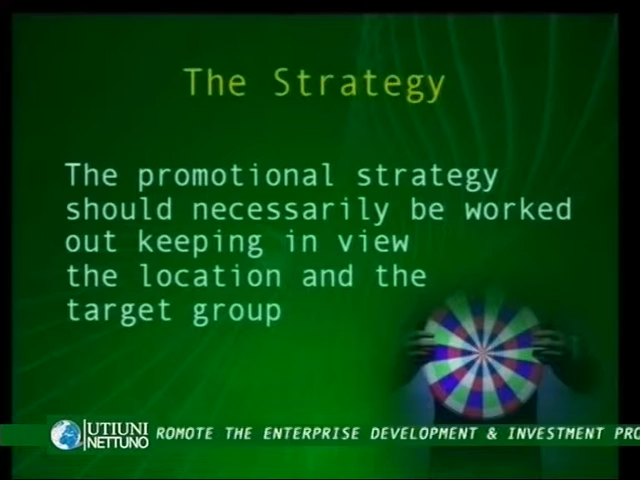 The Strategy
The promotional strategy
should necessarily be worked
out keeping in view
the location and the
target group
UTIUNI
NETTUNO
ROMOTE THE ENTERPRISE DEVELOPMENT & INVESTMENT PRO